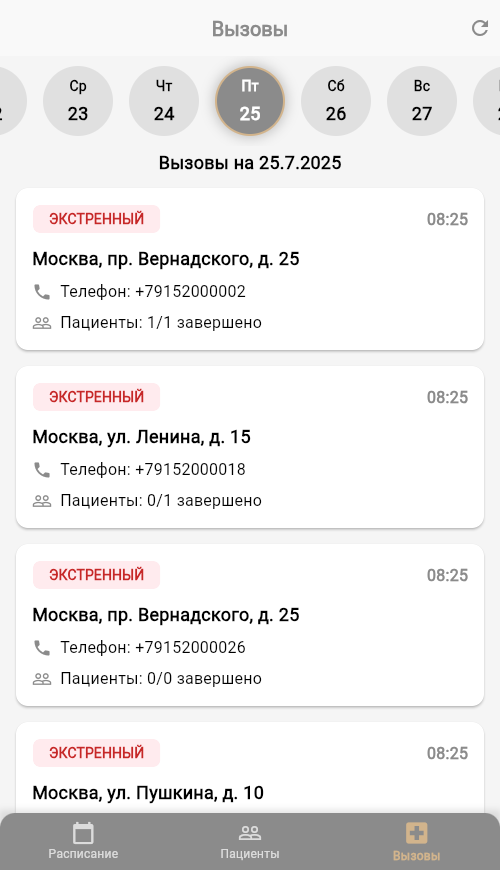 Вызовы
2 Ср Чт Пт Сб Вс
23 24 25 26 27
Вызовы на 25.7.2025
ЭКСТРЕННЫЙ 08:25
Москва, пр. Вернадского, д. 25
Телефон: +79152000002
Пациенты: 1/1 завершено
ЭКСТРЕННЫЙ 08:25
Москва, ул. Ленина, д. 15
Телефон: +79152000018
Пациенты: 0/1 завершено
ЭКСТРЕННЫЙ 08:25
Москва, пр. Вернадского, д. 25
Телефон: +79152000026
Пациенты: 0/0 завершено
ЭКСТРЕННЫЙ 08:25
Москва, ул. Пушкина, д. 10
Расписание Пациенты Вызовы